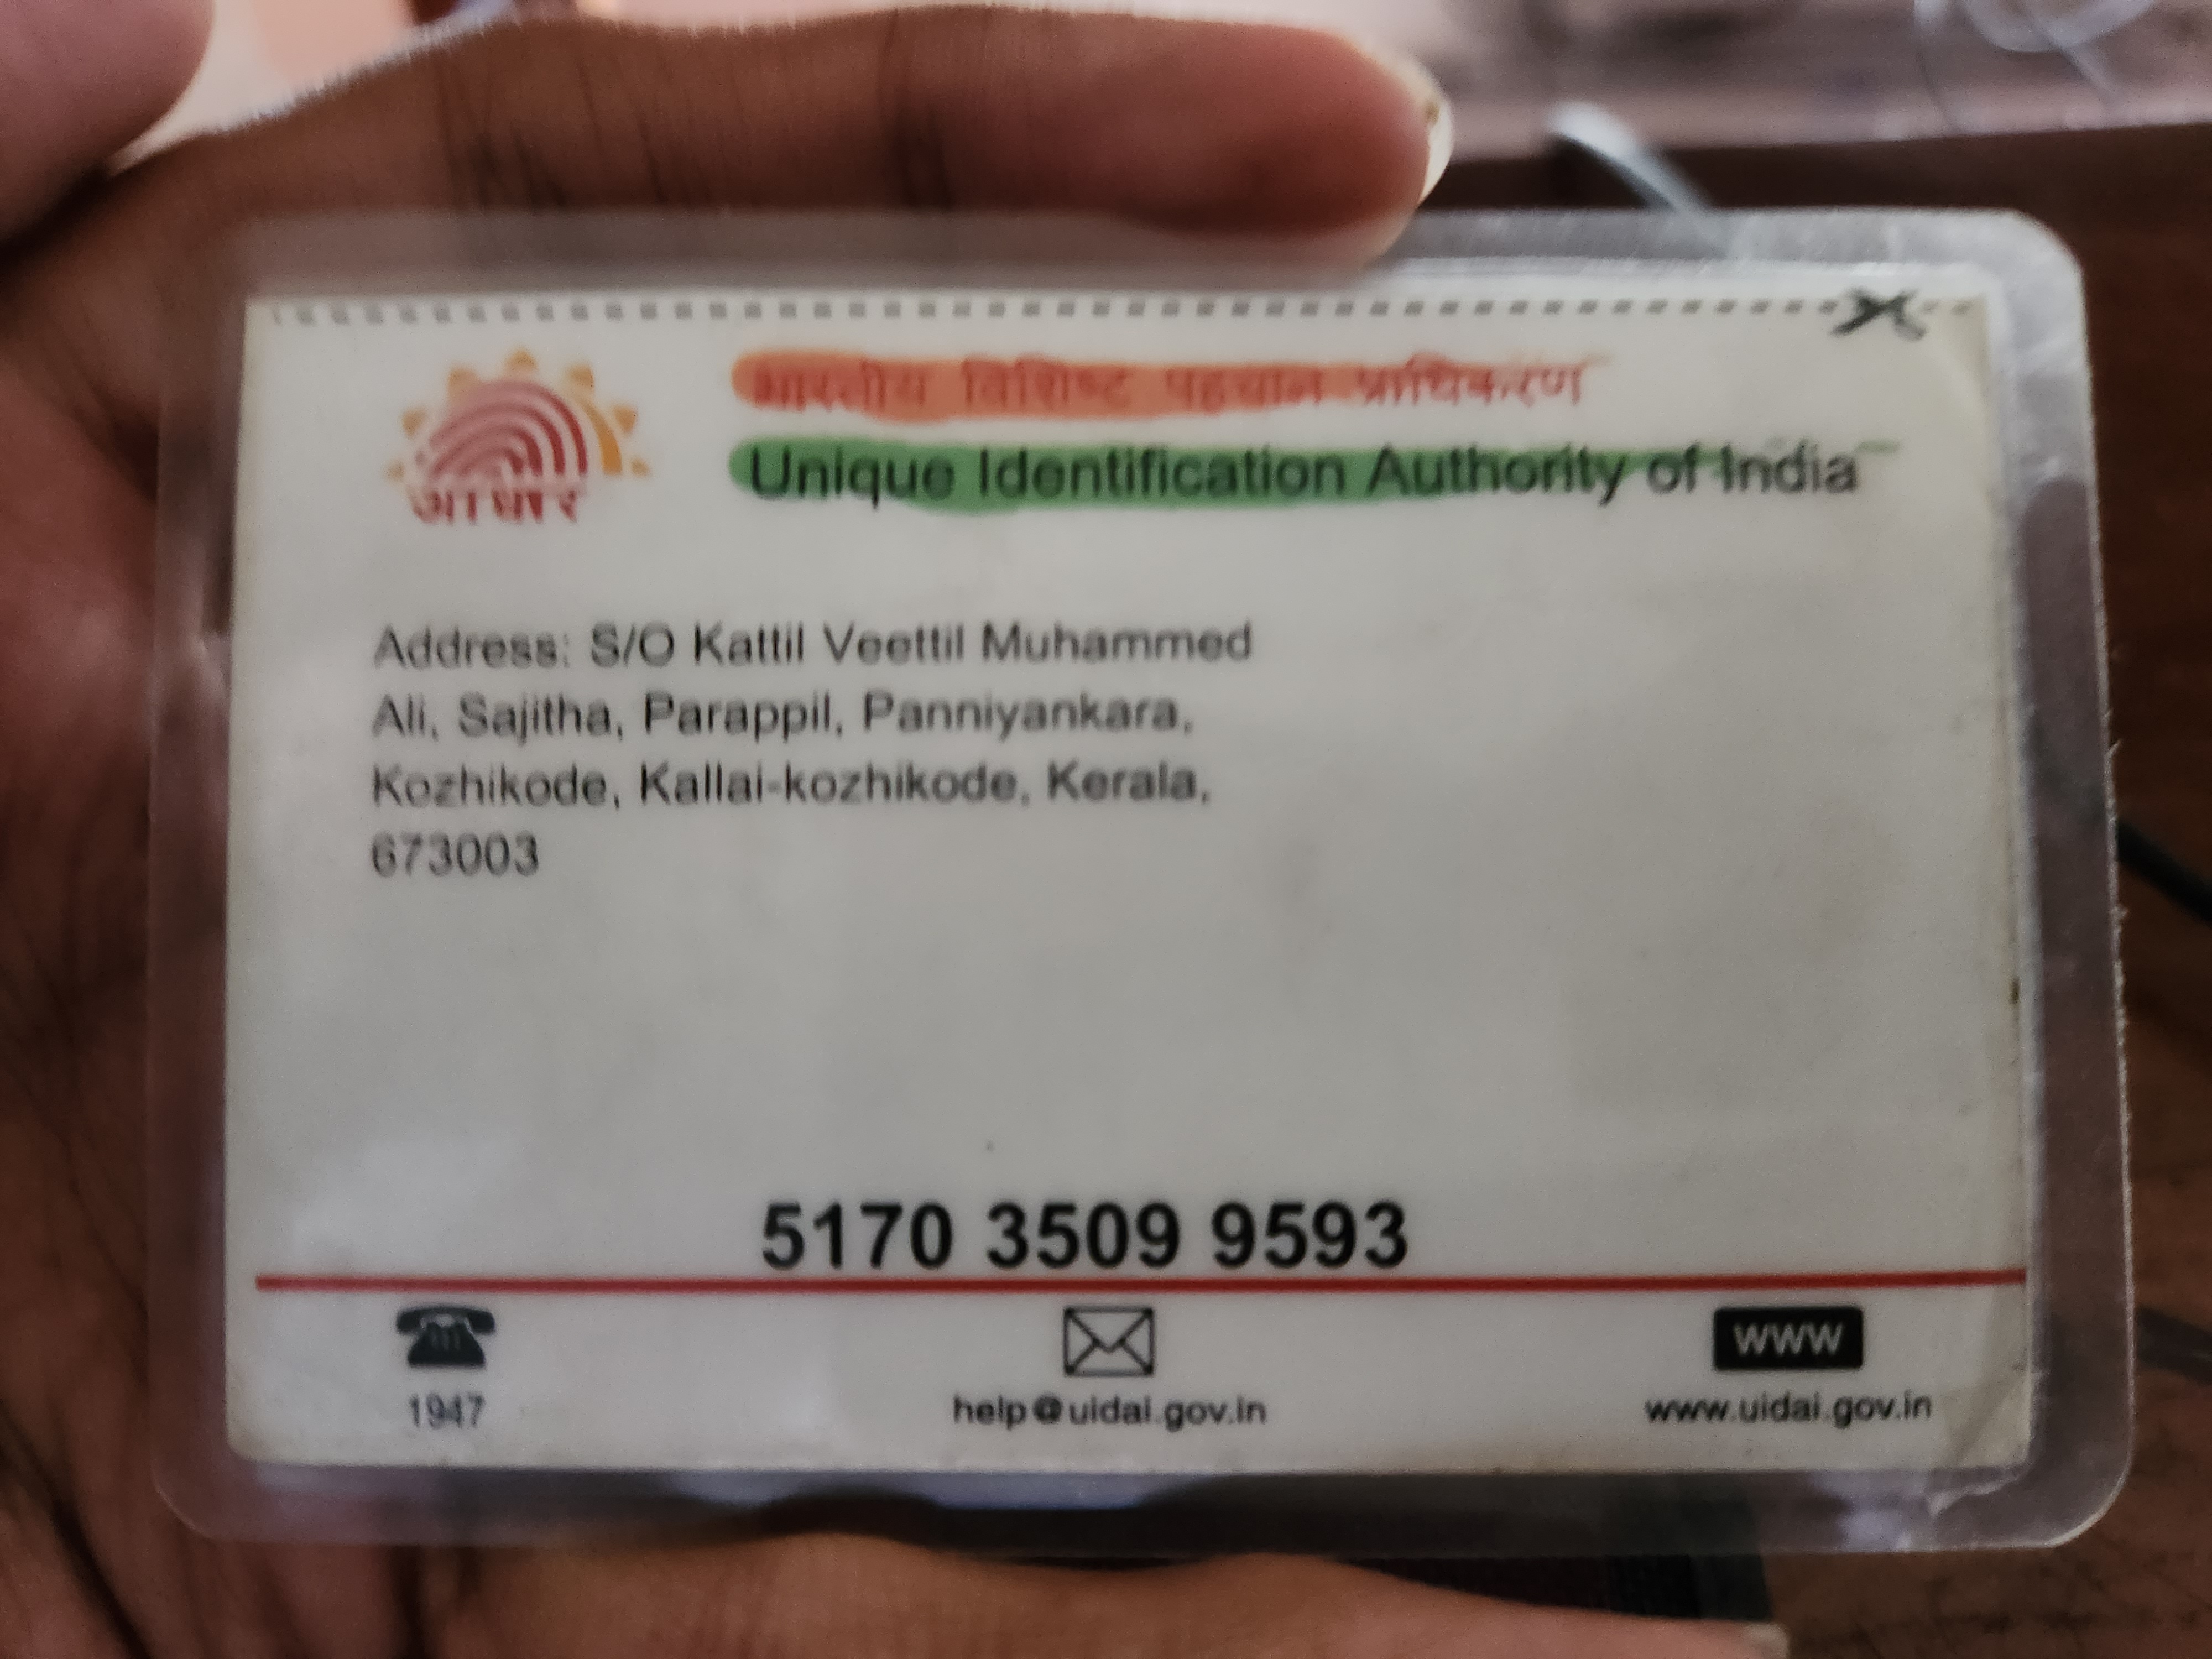 भारतीय विशिष्ट पहचान प्राधिकरण
Unique Identification Authority of India
आधार
Address: S/O Kattil Veettil Muhammed
Ali, Sajitha, Parappil, Panniyankara,
Kozhikode, Kallai-kozhikode, Kerala,
673003
5170 3509 9593
WWW
1947
help@uidai.gov.in
www.uidai.gov.in